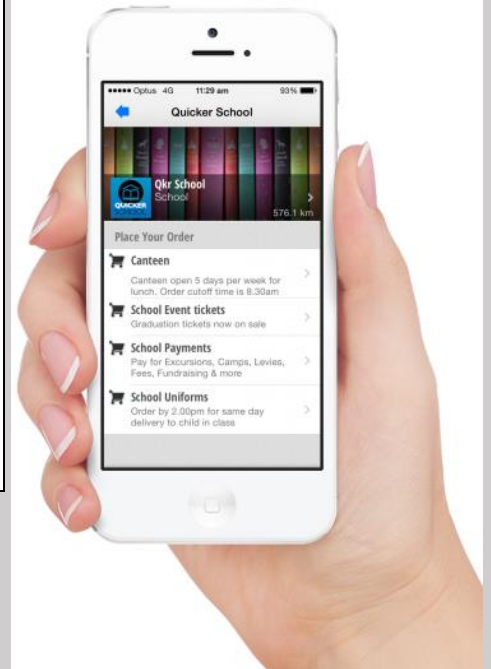 Optus 4G 11:29 am 93%
Quicker School
Qkr School
School
QUICKER
SCHOOL
576.1 km
Place Your Order
Canteen
Canteen open 5 days per week for
lunch. Order cutoff time is 8.30am
School Event tickets
Graduation tickets now on sale
School Payments
Pay for Excursions, Camps, Levies,
Fees, Fundraising & more
School Uniforms
Order by 2.00pm for same day
delivery to child in class